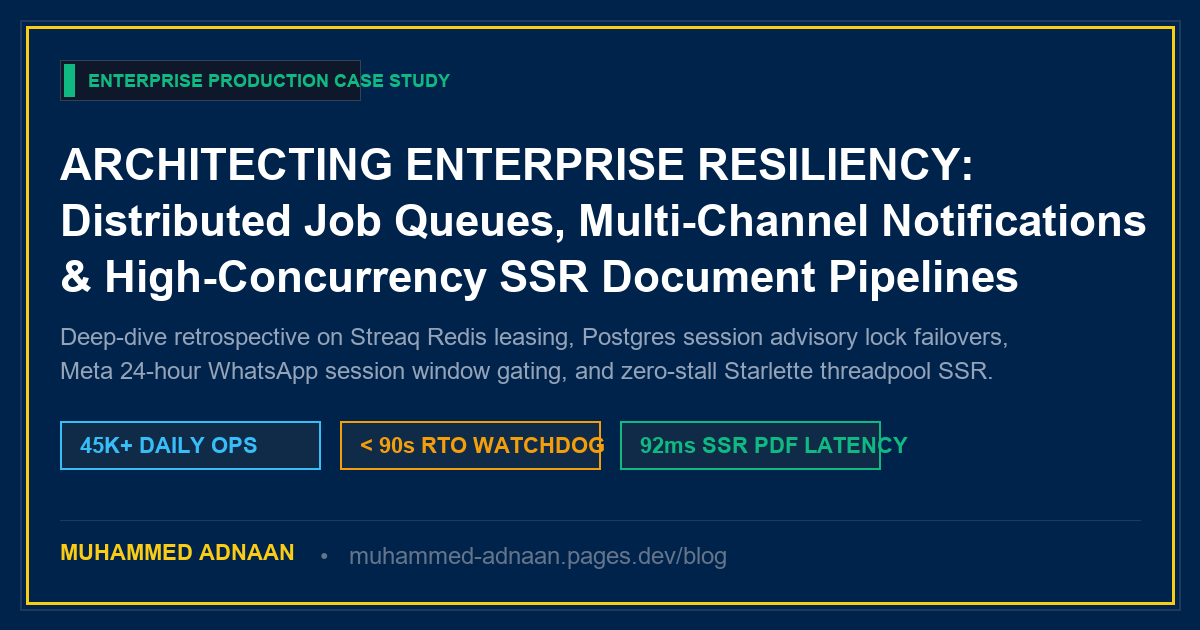 ENTERPRISE PRODUCTION CASE STUDY
ARCHITECTING ENTERPRISE RESILIENCY:
Distributed Job Queues, Multi-Channel Notifications
& High-Concurrency SSR Document Pipelines
Deep-dive retrospective on Streaq Redis leasing, Postgres session advisory lock failovers,
Meta 24-hour WhatsApp session window gating, and zero-stall Starlette threadpool SSR.
45K+ DAILY OPS
< 90s RTO WATCHDOG
92ms SSR PDF LATENCY
MUHAMMED ADNAAN • muhammed-adnaan.pages.dev/blog